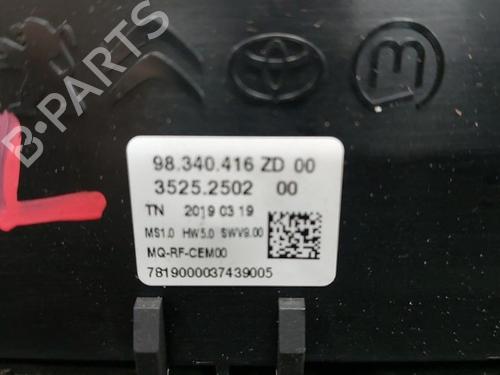 98.340.416 ZD 00
3525.2502 00
TN 2019 03 19
MS1.0 HW5.0 SWV9.00
MQ-RF-CEM00
7819000037439005
B-PARTS